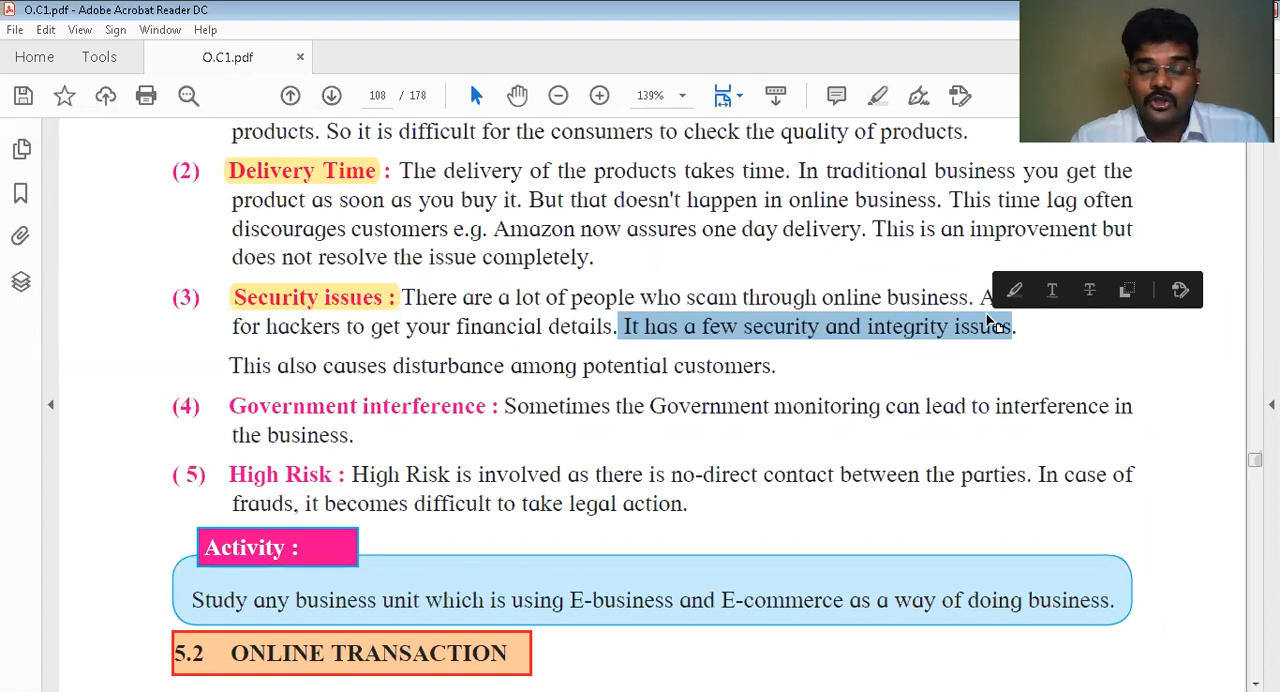 O.C1.pdf - Adobe Acrobat Reader DC
File Edit View Sign Window Help
Home Tools O.C1.pdf ×
108 / 178 139%
products. So it is difficult for the consumers to check the quality of products.
(2) Delivery Time : The delivery of the products takes time. In traditional business you get the
product as soon as you buy it. But that doesn't happen in online business. This time lag often
discourages customers e.g. Amazon now assures one day delivery. This is an improvement but
does not resolve the issue completely.
(3) Security issues : There are a lot of people who scam through online business.
for hackers to get your financial details. It has a few security and integrity issues.
This also causes disturbance among potential customers.
(4) Government interference : Sometimes the Government monitoring can lead to interference in
the business.
( 5) High Risk : High Risk is involved as there is no-direct contact between the parties. In case of
frauds, it becomes difficult to take legal action.
Activity :
Study any business unit which is using E-business and E-commerce as a way of doing business.
5.2 ONLINE TRANSACTION